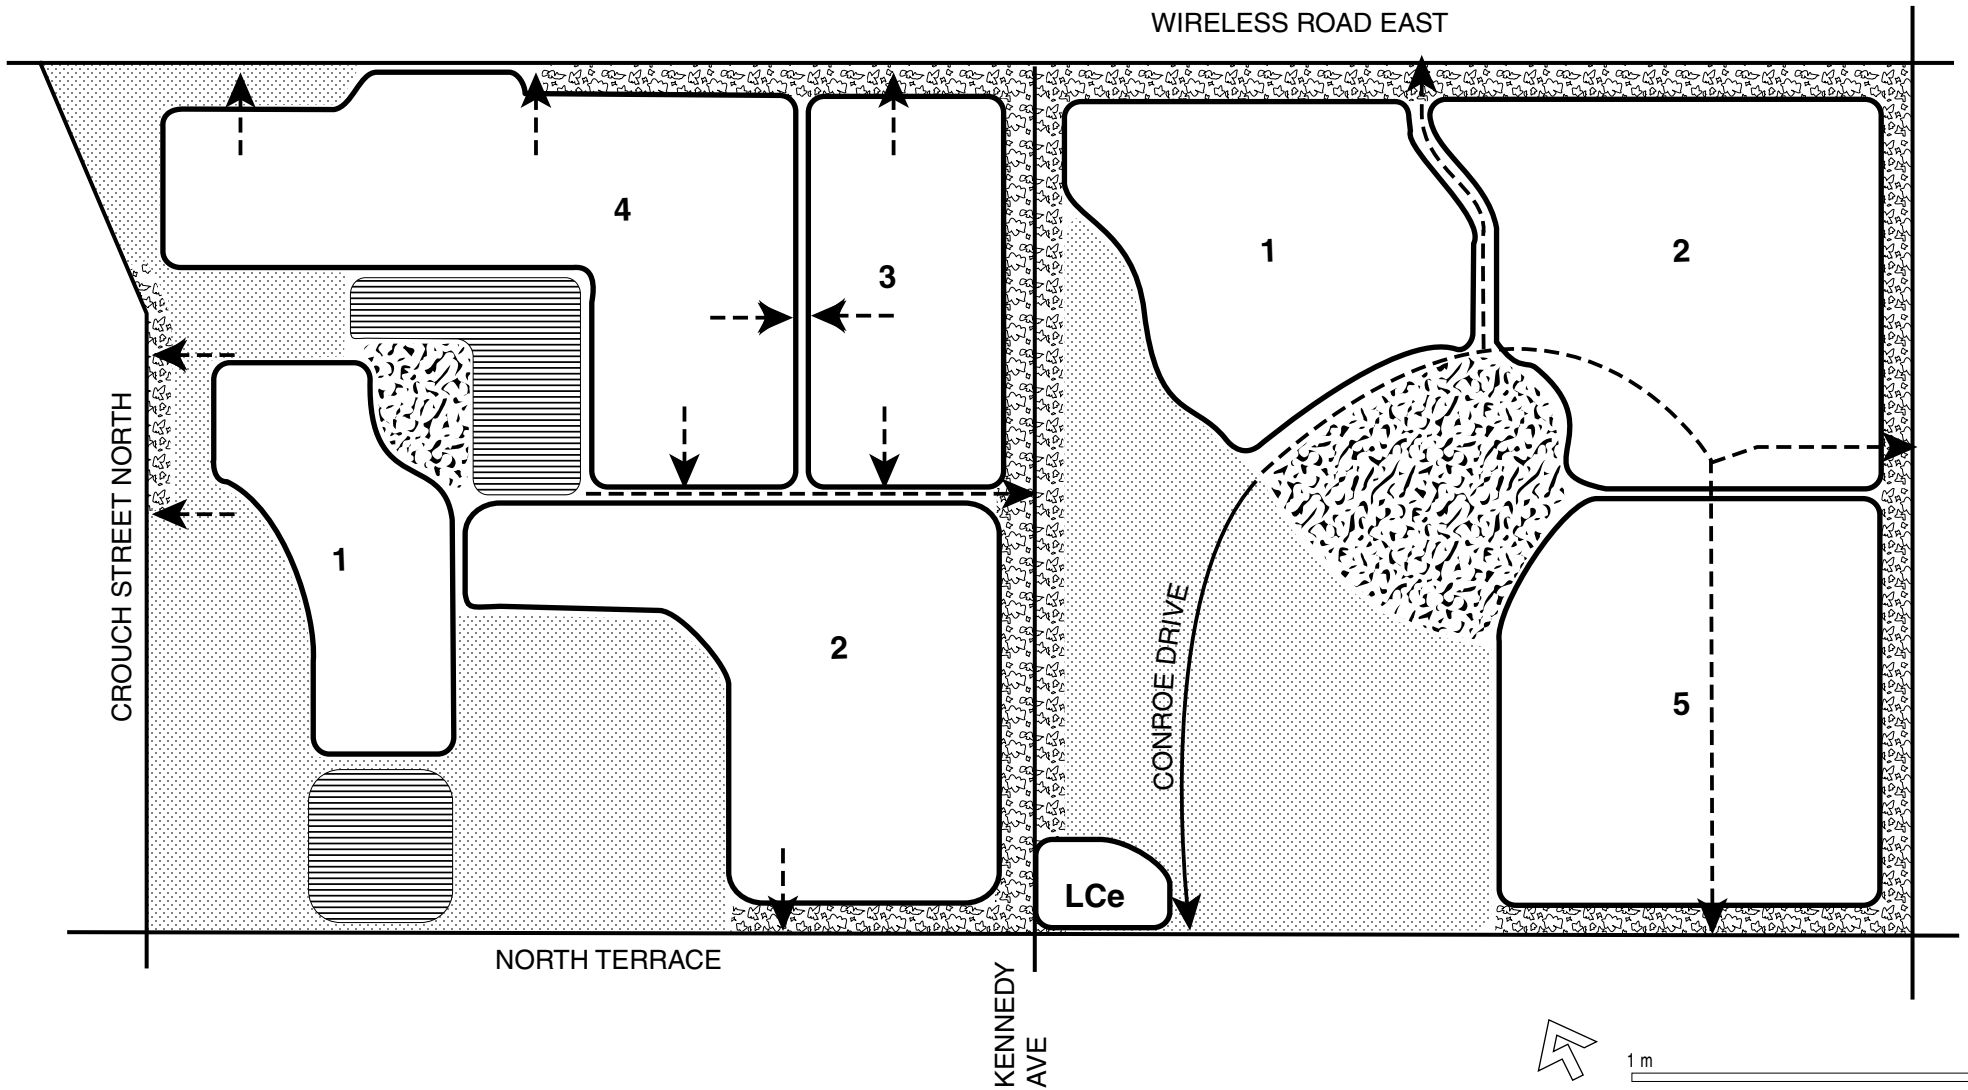 WIRELESS ROAD EAST
4
3
1
2
1
2
CROUCH STREET NORTH
CONROE DRIVE
5
LCe
NORTH TERRACE
KENNEDY
AVE
1 m